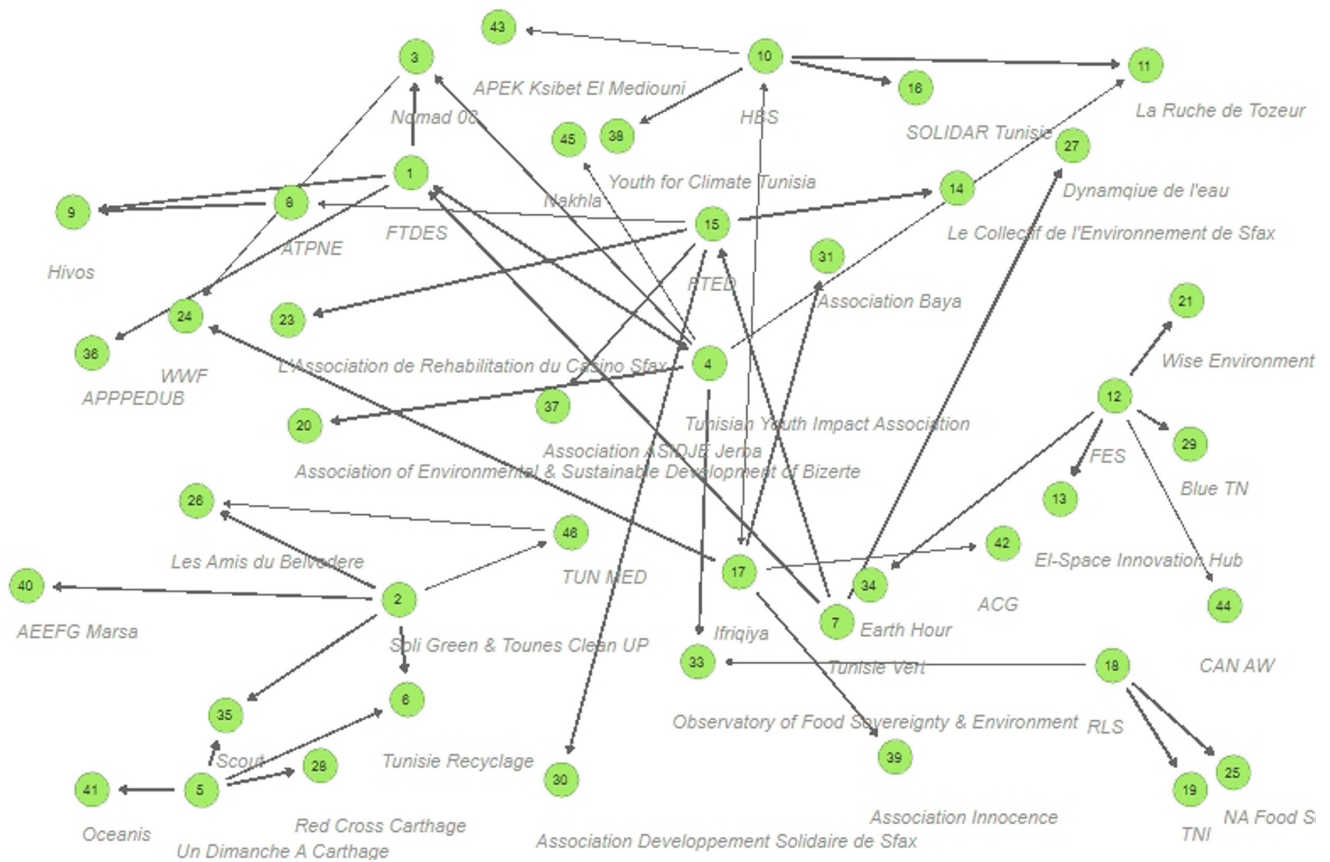 43
3
10
11
APEK Ksibet El Mediouni
16
La Ruche de Tozeur
Nomad 08
HBS
SOLIDAR Tunisie
45
38
27
1
Youth for Climate Tunisia
14
Dynamqiue de l'eau
9
8
Nakhla
15
FTDES
Le Collectif de l'Environnement de Sfax
ATPNE
31
Hivos
FTED
Association Baya
21
24
23
36
L'Association de Rehabilitation du Casino Sfax
4
Wise Environment
WWF
APPPEDUB
12
37
20
Tunisian Youth Impact Association
29
Association ASIDJE Jerba
FES
Association of Environmental & Sustainable Development of Bizerte
Blue TN
26
13
46
42
Les Amis du Belvedere
El-Space Innovation Hub
TUN MED
17
40
34
2
ACG
44
AEEFG Marsa
7
Ifriqiya
Earth Hour
Soli Green & Tounes Clean UP
33
Tunisie Vert
18
CAN AW
6
35
Observatory of Food Sovereignty & Environment
RLS
Scout
Tunisie Recyclage
39
28
25
30
41
5
19
Association Innocence
NA Food S
Red Cross Carthage
Oceanis
TNI
Association Developpement Solidaire de Sfax
Un Dimanche A Carthage